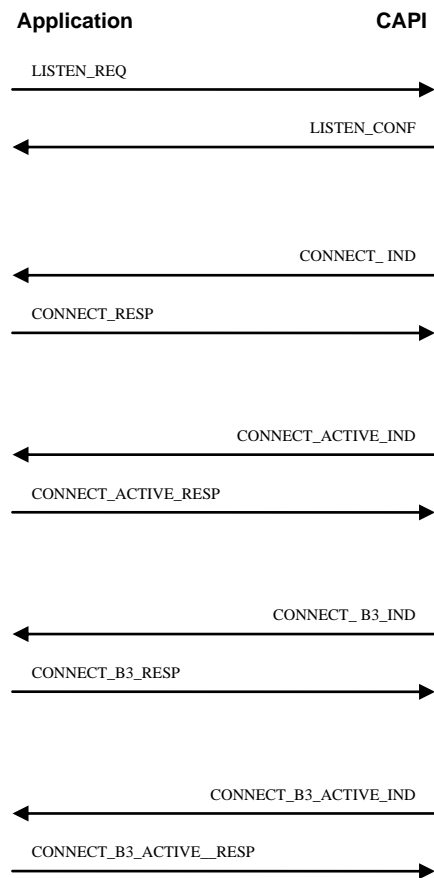 Application CAPI
LISTEN_REQ
LISTEN_CONF
CONNECT_ IND
CONNECT_RESP
CONNECT_ACTIVE_IND
CONNECT_ACTIVE_RESP
CONNECT_ B3_IND
CONNECT_B3_RESP
CONNECT_B3_ACTIVE_IND
CONNECT_B3_ACTIVE__RESP